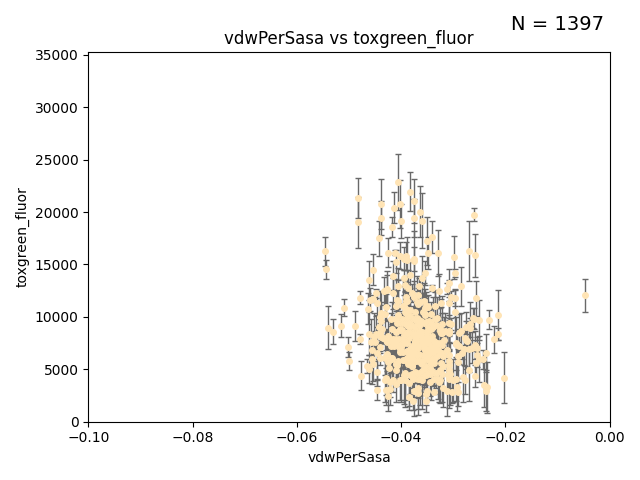 N = 1397
vdwPerSasa vs toxgreen_fluor
35000
30000
25000
20000
15000
10000
5000
0
toxgreen_fluor
−0.10 −0.08 −0.06 −0.04 −0.02 0.00
vdwPerSasa